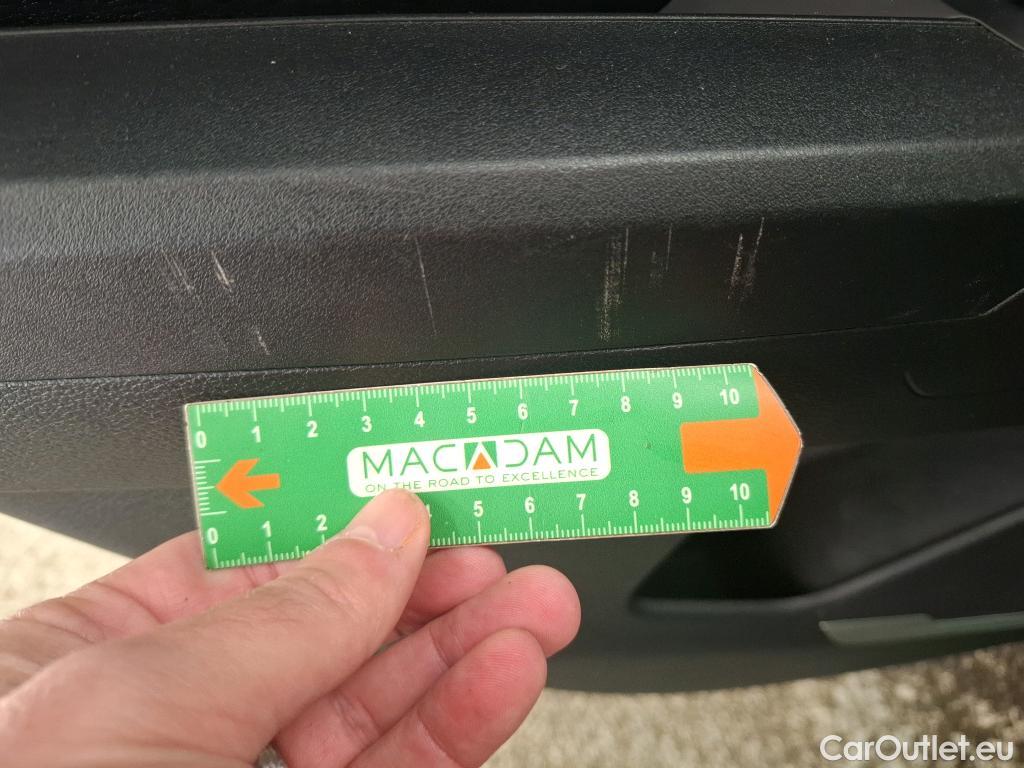 0 1 2 3 4 5 6 7 8 9 10
MACADAM
ON THE ROAD TO EXCELLENCE
0 1 2 4 5 6 7 8 9 10
CarOutlet.eu